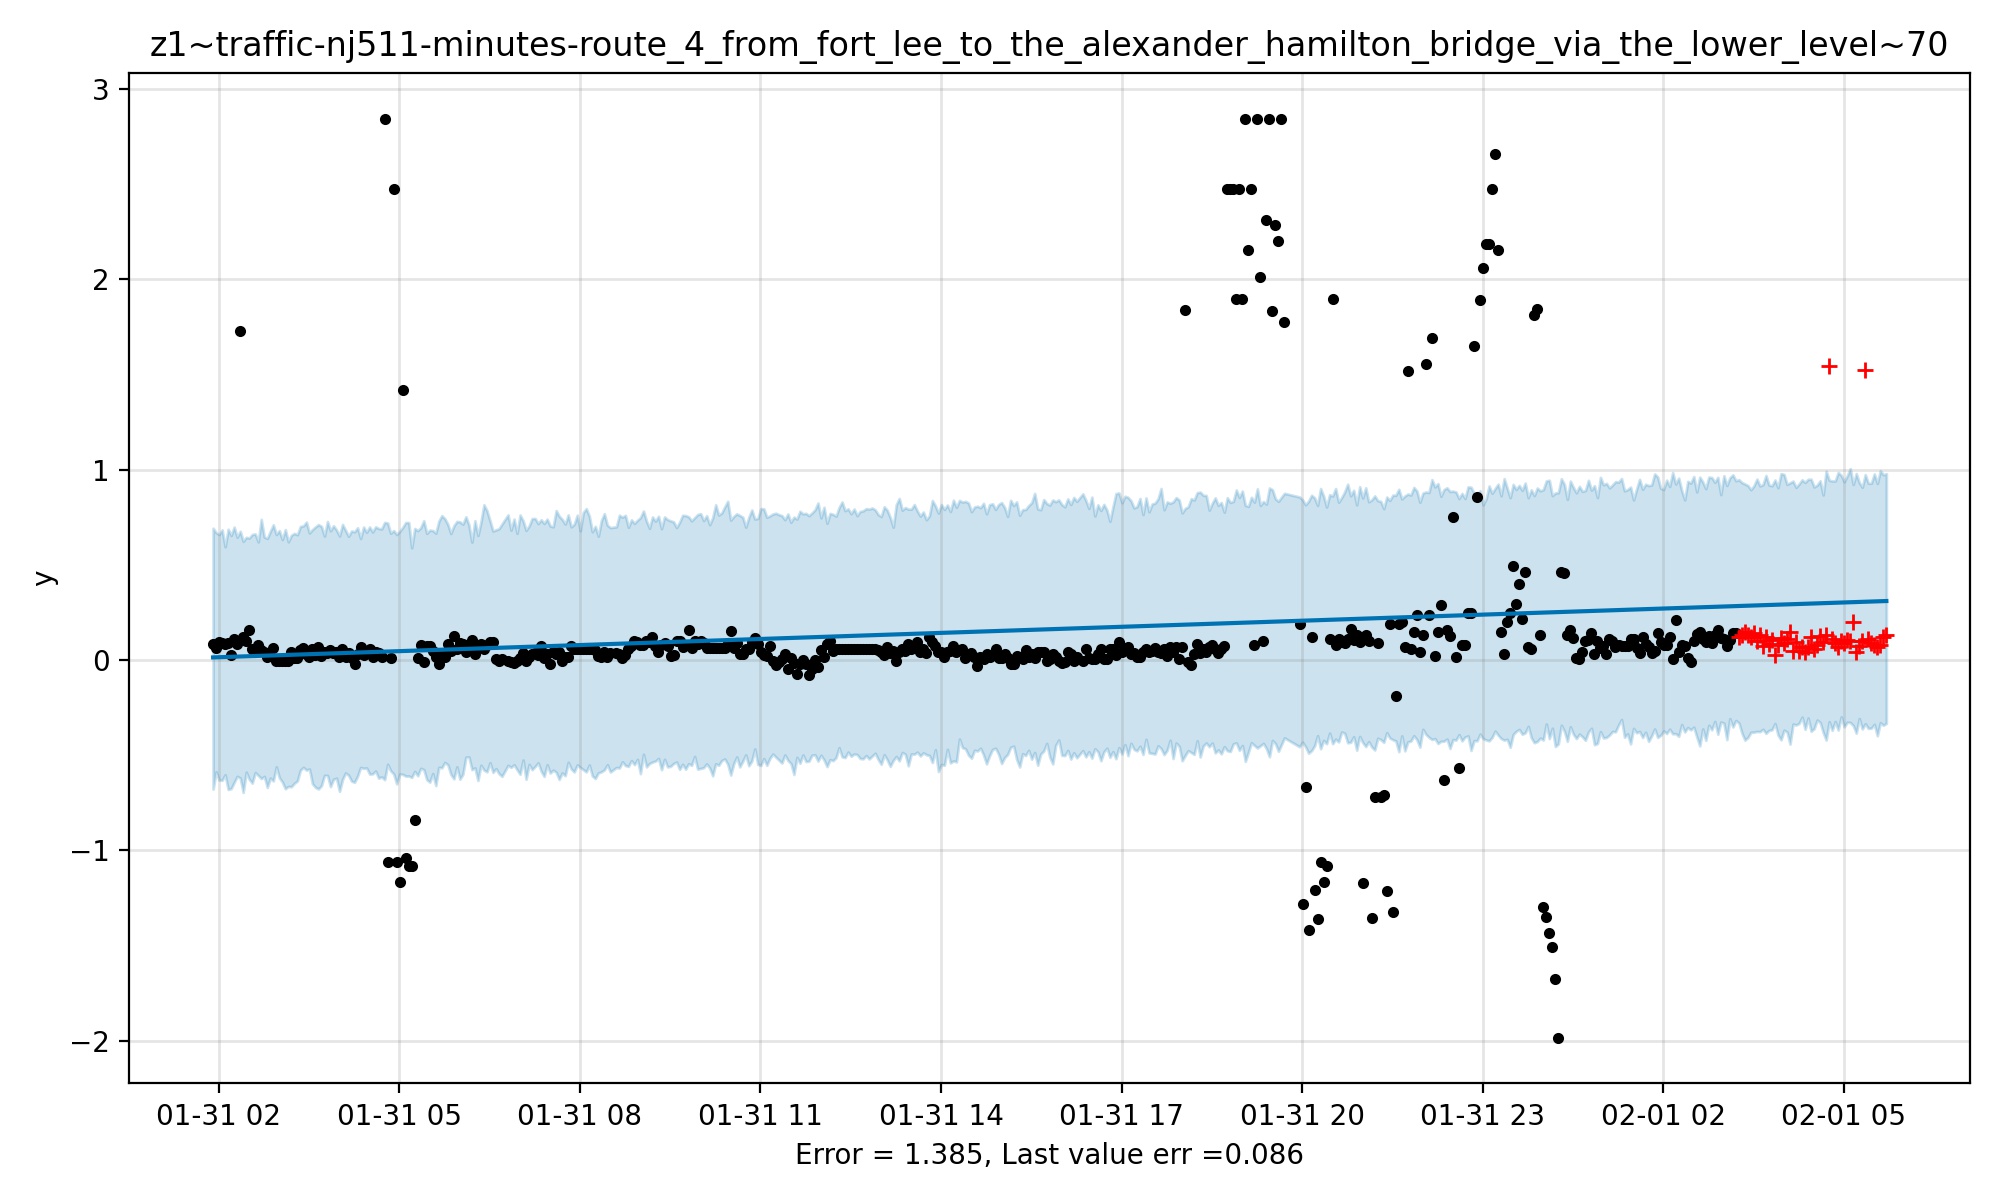 z1~traffic-nj511-minutes-route_4_from_fort_lee_to_the_alexander_hamilton_bridge_via_the_lower_level~70
3
2
1
0
−1
−2
y
01-31 02 01-31 05 01-31 08 01-31 11 01-31 14 01-31 17 01-31 20 01-31 23 02-01 02 02-01 05
Error = 1.385, Last value err =0.086